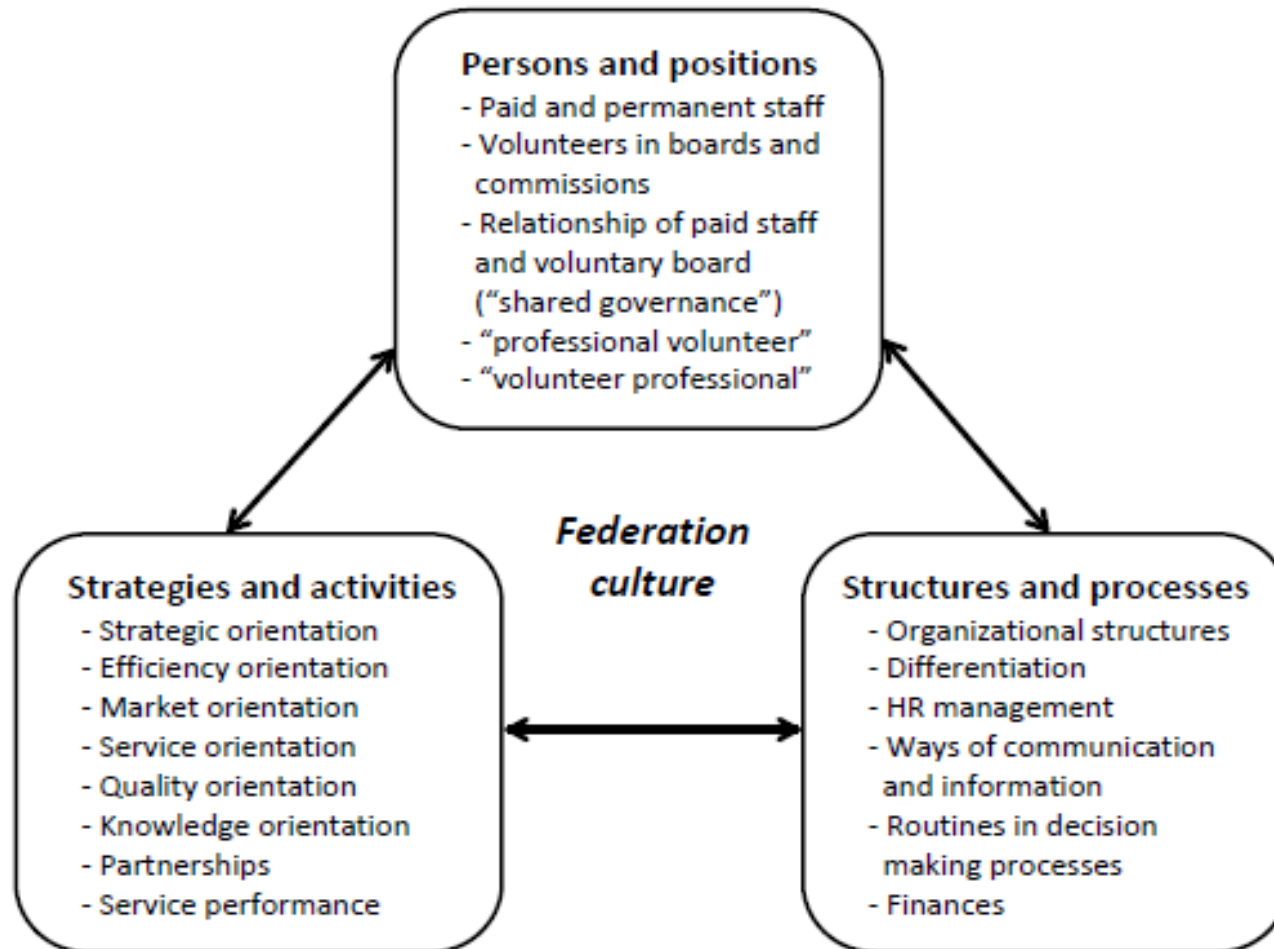 Persons and positions
- Paid and permanent staff
- Volunteers in boards and
commissions
- Relationship of paid staff
and voluntary board
(“shared governance”)
- “professional volunteer”
- “volunteer professional”
Federation
culture
Strategies and activities
- Strategic orientation
- Efficiency orientation
- Market orientation
- Service orientation
- Quality orientation
- Knowledge orientation
- Partnerships
- Service performance
Structures and processes
- Organizational structures
- Differentiation
- HR management
- Ways of communication
and information
- Routines in decision
making processes
- Finances